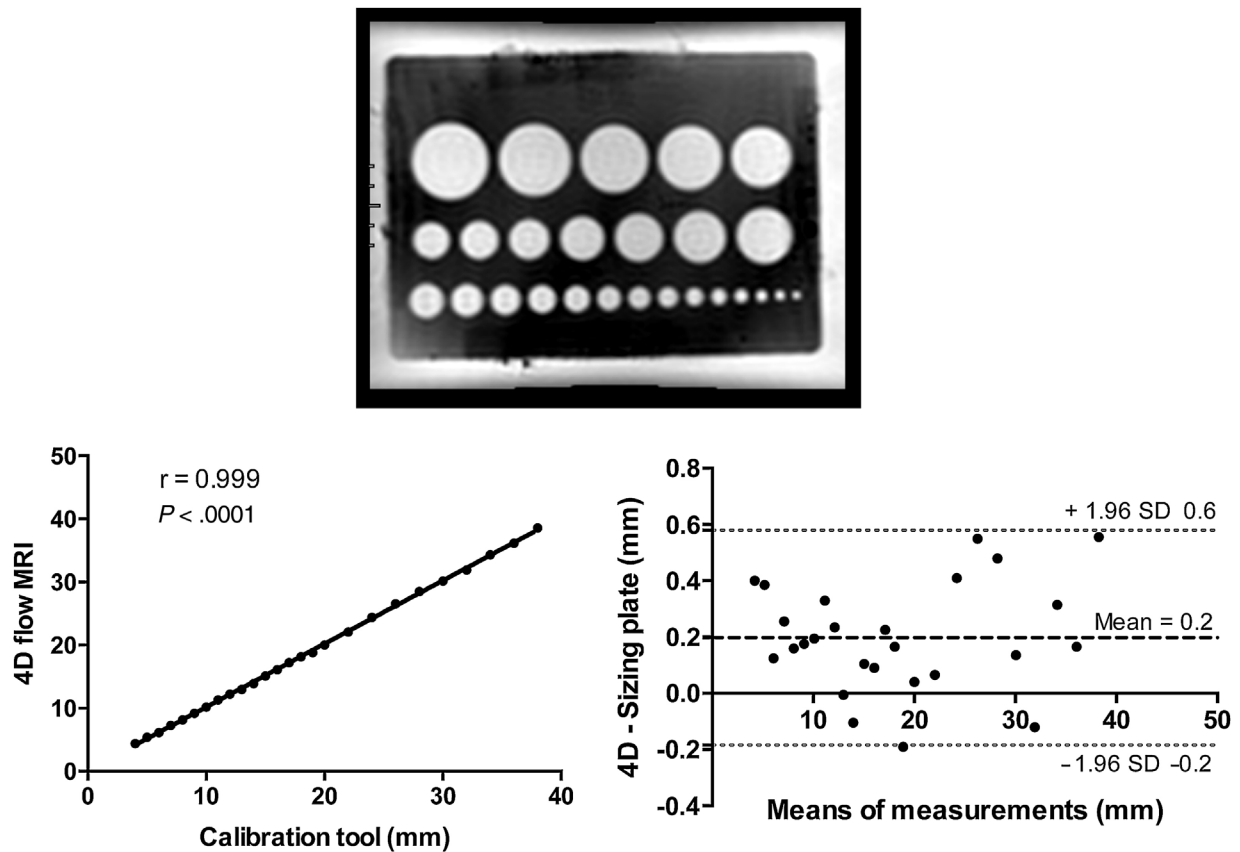 50
40
30
20
10
0
0 10 20 30 40
4D flow MRI
Calibration tool (mm)
r = 0.999
P < .0001
0.8
0.6
0.4
0.2
0.0
-0.2
-0.4
10 20 30 40 50
4D - Sizing plate (mm)
Means of measurements (mm)
+ 1.96 SD 0.6
Mean = 0.2
−1.96 SD −0.2